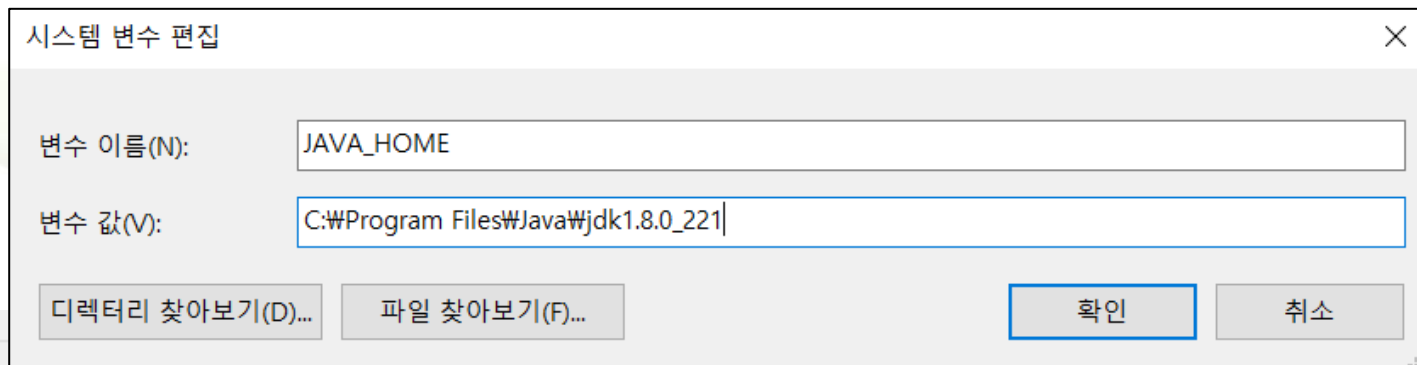 시스템 변수 편집
변수 이름(N):
JAVA_HOME
변수 값(V):
C:₩Program Files₩Java₩jdk1.8.0_221
디렉터리 찾아보기(D)...
파일 찾아보기(F)...
확인
취소